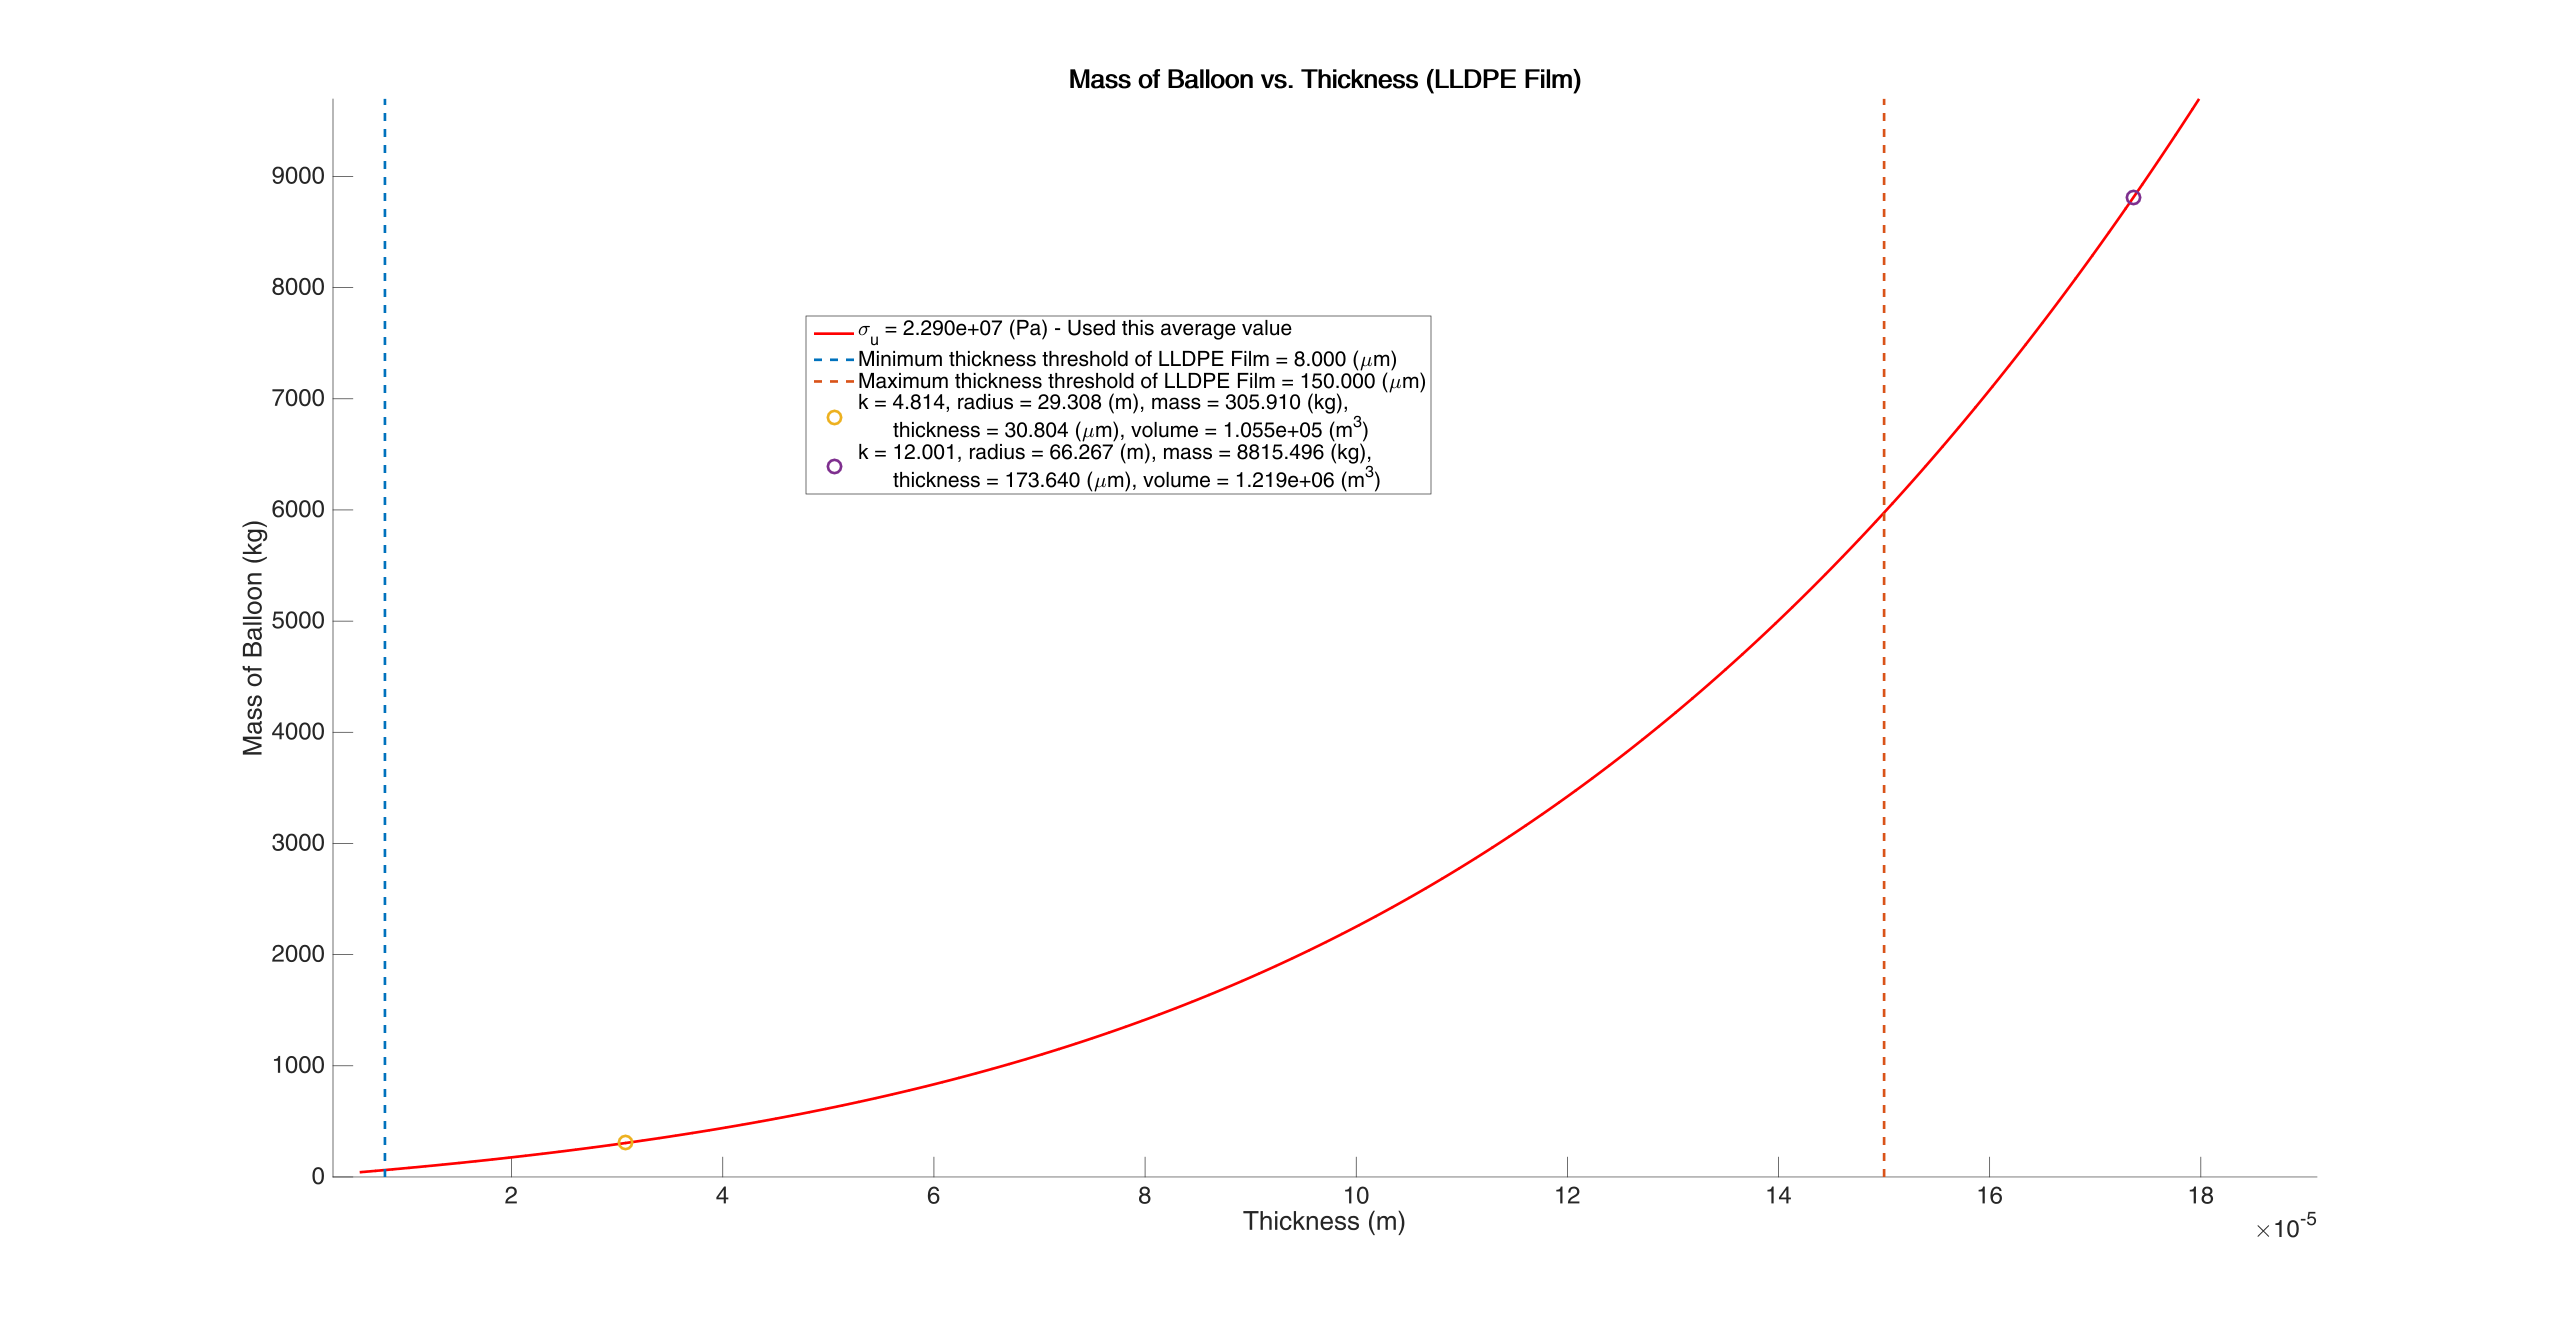 Mass of Balloon vs. Thickness (LLDPE Film)
9000
8000
7000
6000
5000
4000
3000
2000
1000
0
Mass of Balloon (kg)
σu = 2.290e+07 (Pa) - Used this average value
Minimum thickness threshold of LLDPE Film = 8.000 (μm)
Maximum thickness threshold of LLDPE Film = 150.000 (μm)
k = 4.814, radius = 29.308 (m), mass = 305.910 (kg),
thickness = 30.804 (μm), volume = 1.055e+05 (m3)
k = 12.001, radius = 66.267 (m), mass = 8815.496 (kg),
thickness = 173.640 (μm), volume = 1.219e+06 (m3)
2 4 6 8 10 12 14 16 18
Thickness (m)
×10-5